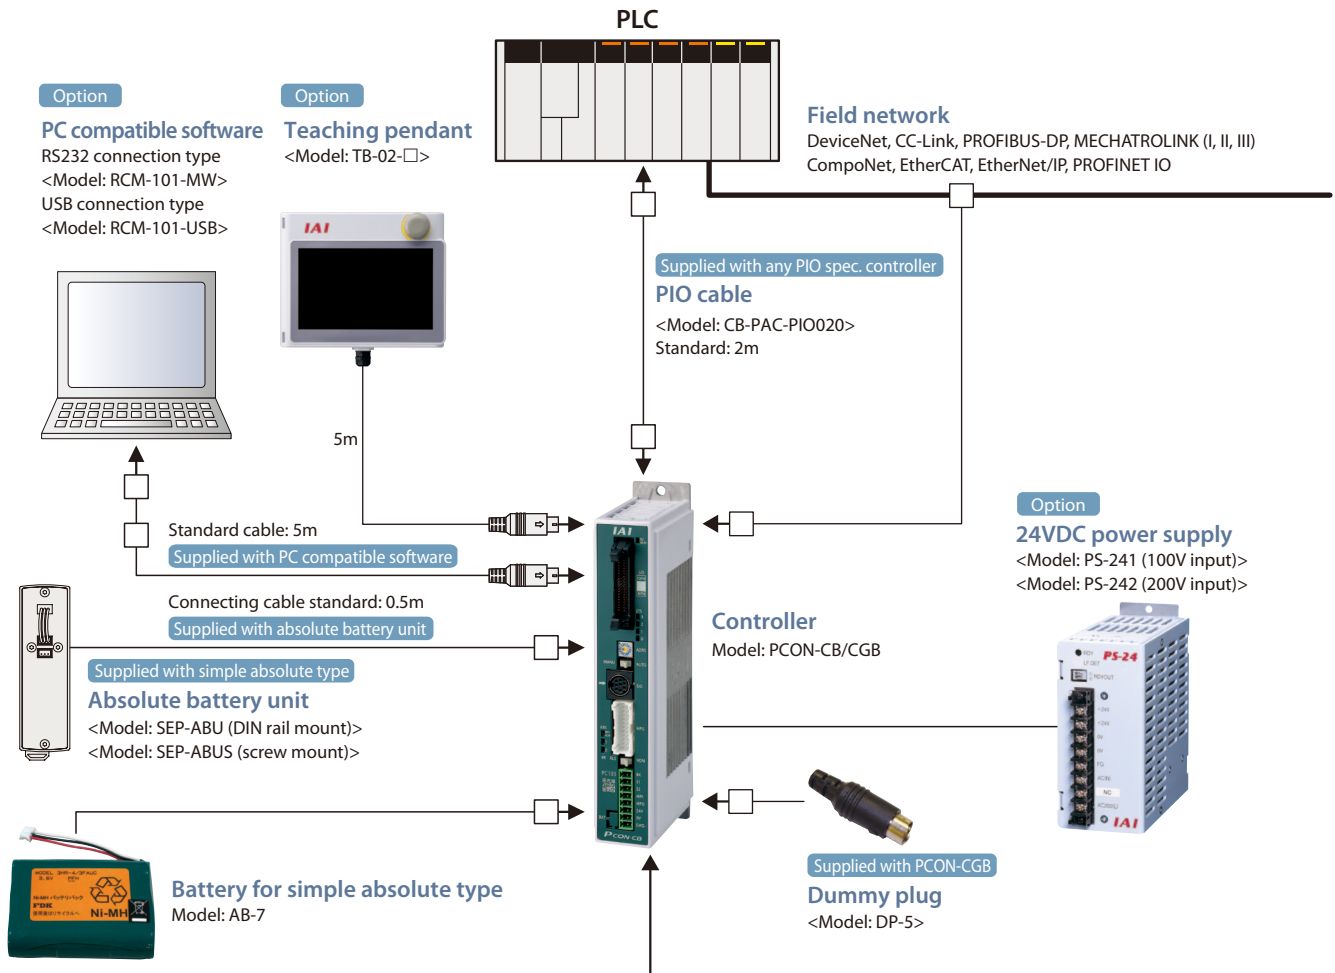 PLC
Option
PC compatible software
RS232 connection type
<Model: RCM-101-MW>
USB connection type
<Model: RCM-101-USB>
Option
Teaching pendant
<Model: TB-02-□>
IAI
Field network
DeviceNet, CC-Link, PROFIBUS-DP, MECHATROLINK (I, II, III)
CompoNet, EtherCAT, EtherNet/IP, PROFINET IO
Supplied with any PIO spec. controller
PIO cable
<Model: CB-PAC-PIO020>
Standard: 2m
5m
Standard cable: 5m
Supplied with PC compatible software
Connecting cable standard: 0.5m
Supplied with absolute battery unit
Supplied with simple absolute type
Absolute battery unit
<Model: SEP-ABU (DIN rail mount)>
<Model: SEP-ABUS (screw mount)>
IAI
PCON-CB
Controller
Model: PCON-CB/CGB
Option
24VDC power supply
<Model: PS-241 (100V input)>
<Model: PS-242 (200V input)>
PS-24
NC
IAI
Supplied with PCON-CGB
Dummy plug
<Model: DP-5>
FDK
Ni-MH
Battery for simple absolute type
Model: AB-7